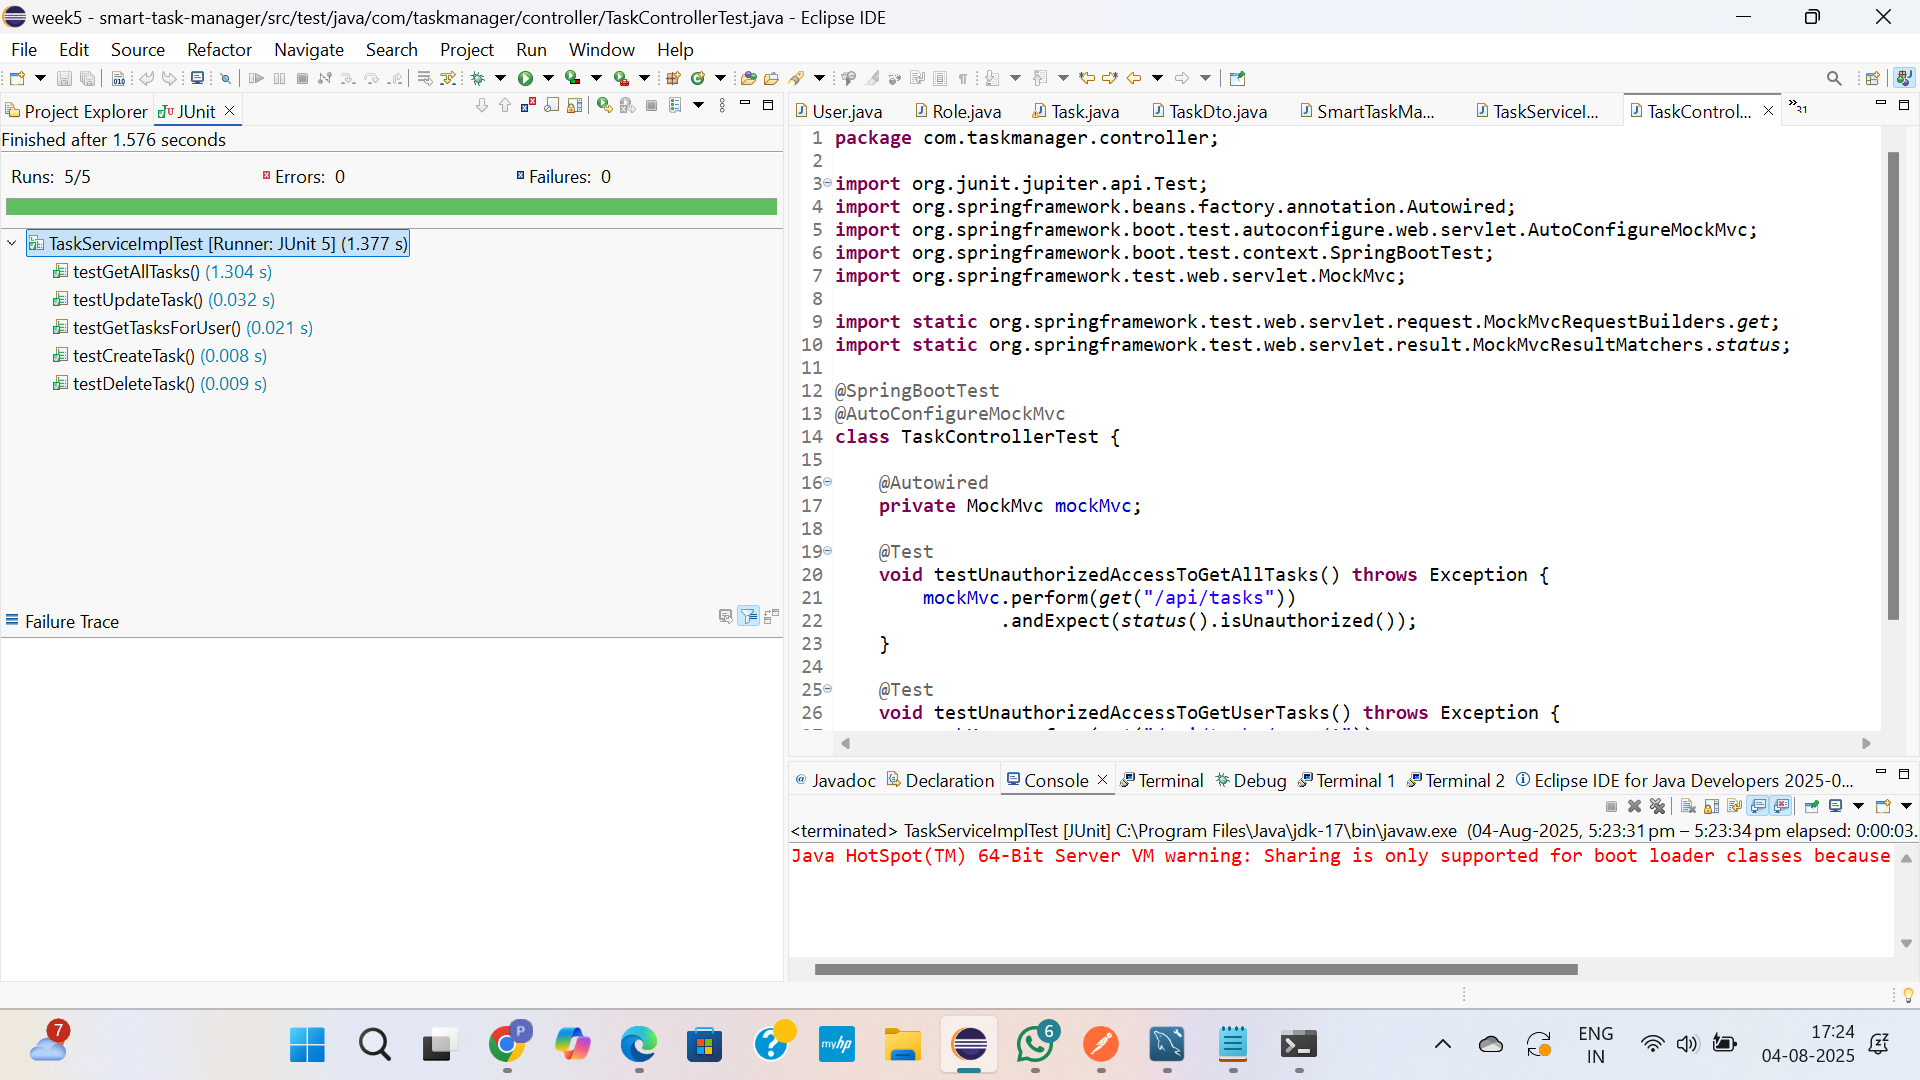 week5 - smart-task-manager/src/test/java/com/taskmanager/controller/TaskControllerTest.java - Eclipse IDE
File Edit Source Refactor Navigate Search Project Run Window Help
Project Explorer JUnit
Finished after 1.576 seconds
Runs: 5/5 Errors: 0 Failures: 0
TaskServiceImplTest [Runner: JUnit 5] (1.377 s)
testGetAllTasks() (1.304 s)
testUpdateTask() (0.032 s)
testGetTasksForUser() (0.021 s)
testCreateTask() (0.008 s)
testDeleteTask() (0.009 s)
Failure Trace
User.java Role.java Task.java TaskDto.java SmartTaskMa... TaskServiceI... TaskControl... »31
1 package com.taskmanager.controller;
2
3 import org.junit.jupiter.api.Test;
4 import org.springframework.beans.factory.annotation.Autowired;
5 import org.springframework.boot.test.autoconfigure.web.servlet.AutoConfigureMockMvc;
6 import org.springframework.boot.test.context.SpringBootTest;
7 import org.springframework.test.web.servlet.MockMvc;
8
9 import static org.springframework.test.web.servlet.request.MockMvcRequestBuilders.get;
10 import static org.springframework.test.web.servlet.result.MockMvcResultMatchers.status;
11
12 @SpringBootTest
13 @AutoConfigureMockMvc
14 class TaskControllerTest {
15
16 @Autowired
17 private MockMvc mockMvc;
18
19 @Test
20 void testUnauthorizedAccessToGetAllTasks() throws Exception {
21 mockMvc.perform(get("/api/tasks"))
22 .andExpect(status().isUnauthorized());
23 }
24
25 @Test
26 void testUnauthorizedAccessToGetUserTasks() throws Exception {
Javadoc Declaration Console Terminal Debug Terminal 1 Terminal 2 Eclipse IDE for Java Developers 2025-0...
<terminated> TaskServiceImplTest [JUnit] C:\Program Files\Java\jdk-17\bin\javaw.exe (04-Aug-2025, 5:23:31 pm – 5:23:34 pm elapsed: 0:00:03.
Java HotSpot(TM) 64-Bit Server VM warning: Sharing is only supported for boot loader classes because
7
P
myhp
6
ENG
IN
17:24
04-08-2025